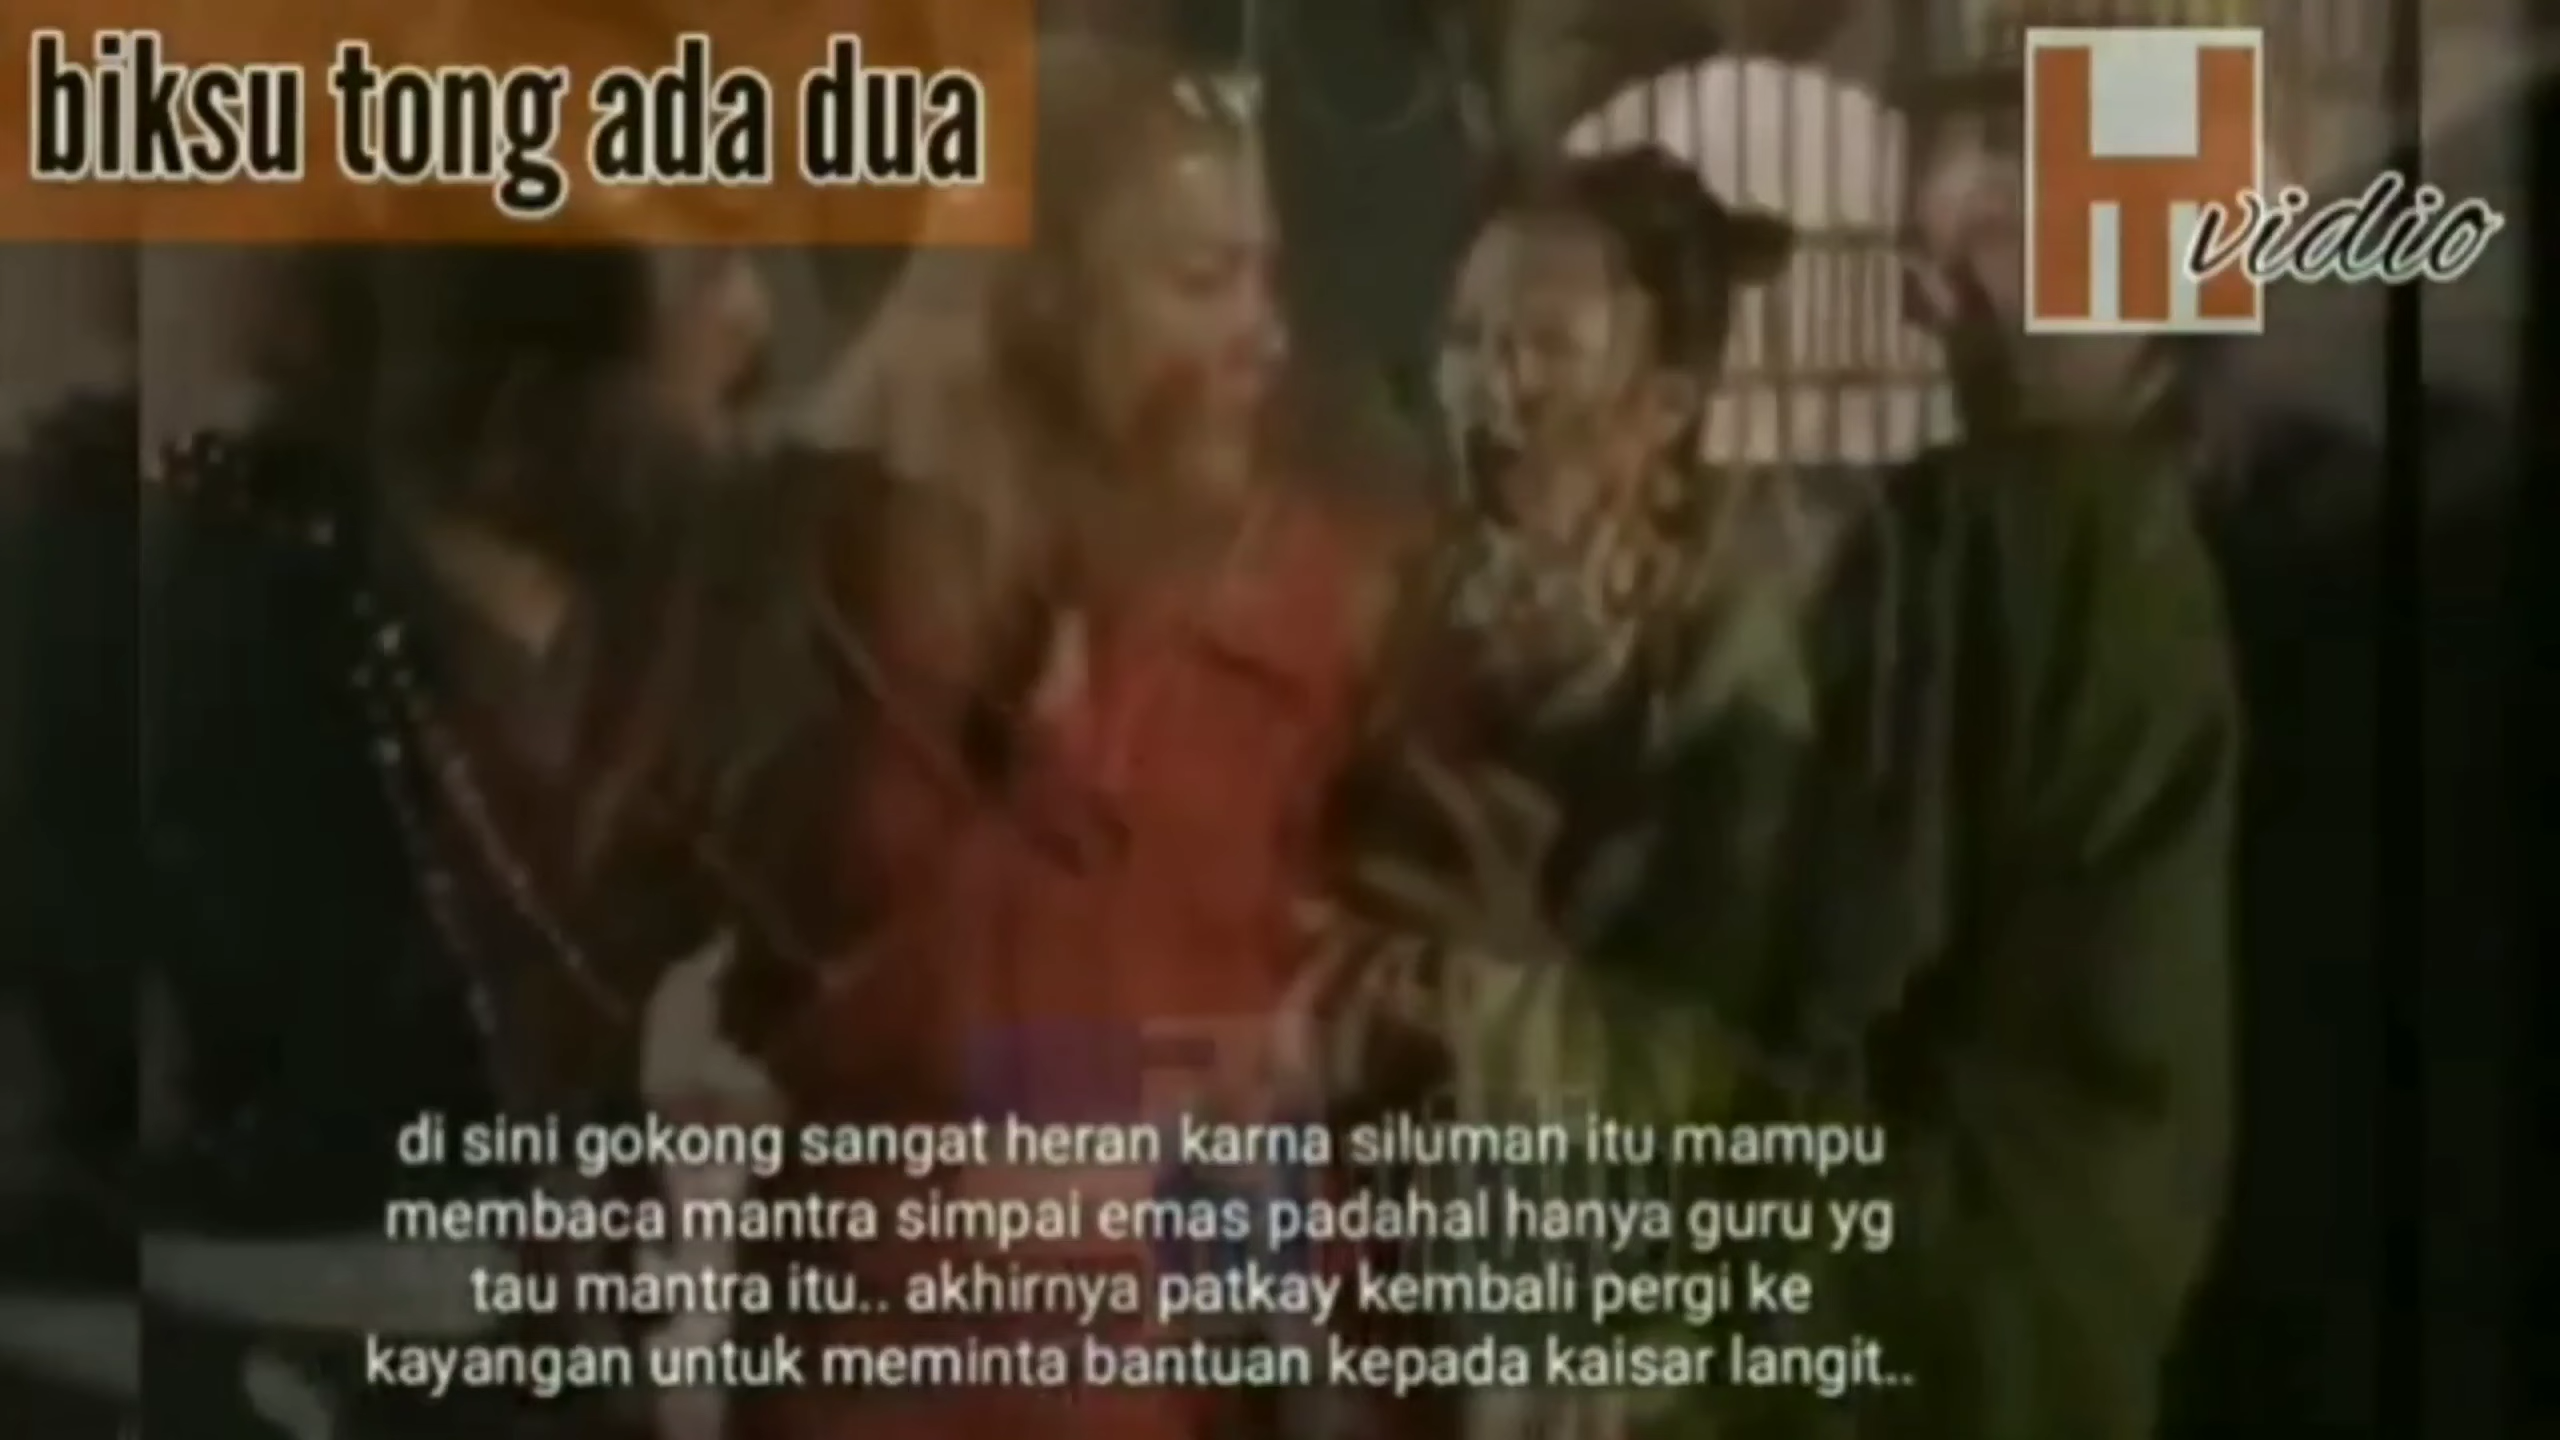 biksu tong ada dua
H vidio
di sini gokong sangat heran karna siluman itu mampu
membaca mantra simpai emas padahal hanya guru yg
tau mantra itu.. akhirnya patkay kembali pergi ke
kayangan untuk meminta bantuan kepada kaisar langit..